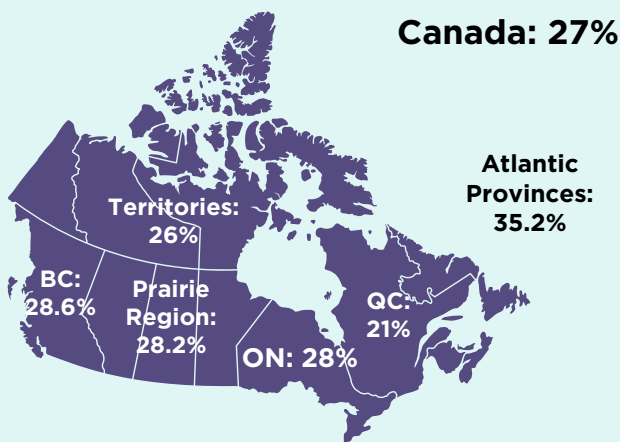 Canada: 27%
Atlantic
Provinces:
35.2%
Territories:
26%
BC:
28.6%
Prairie
Region:
28.2%
QC:
21%
ON: 28%